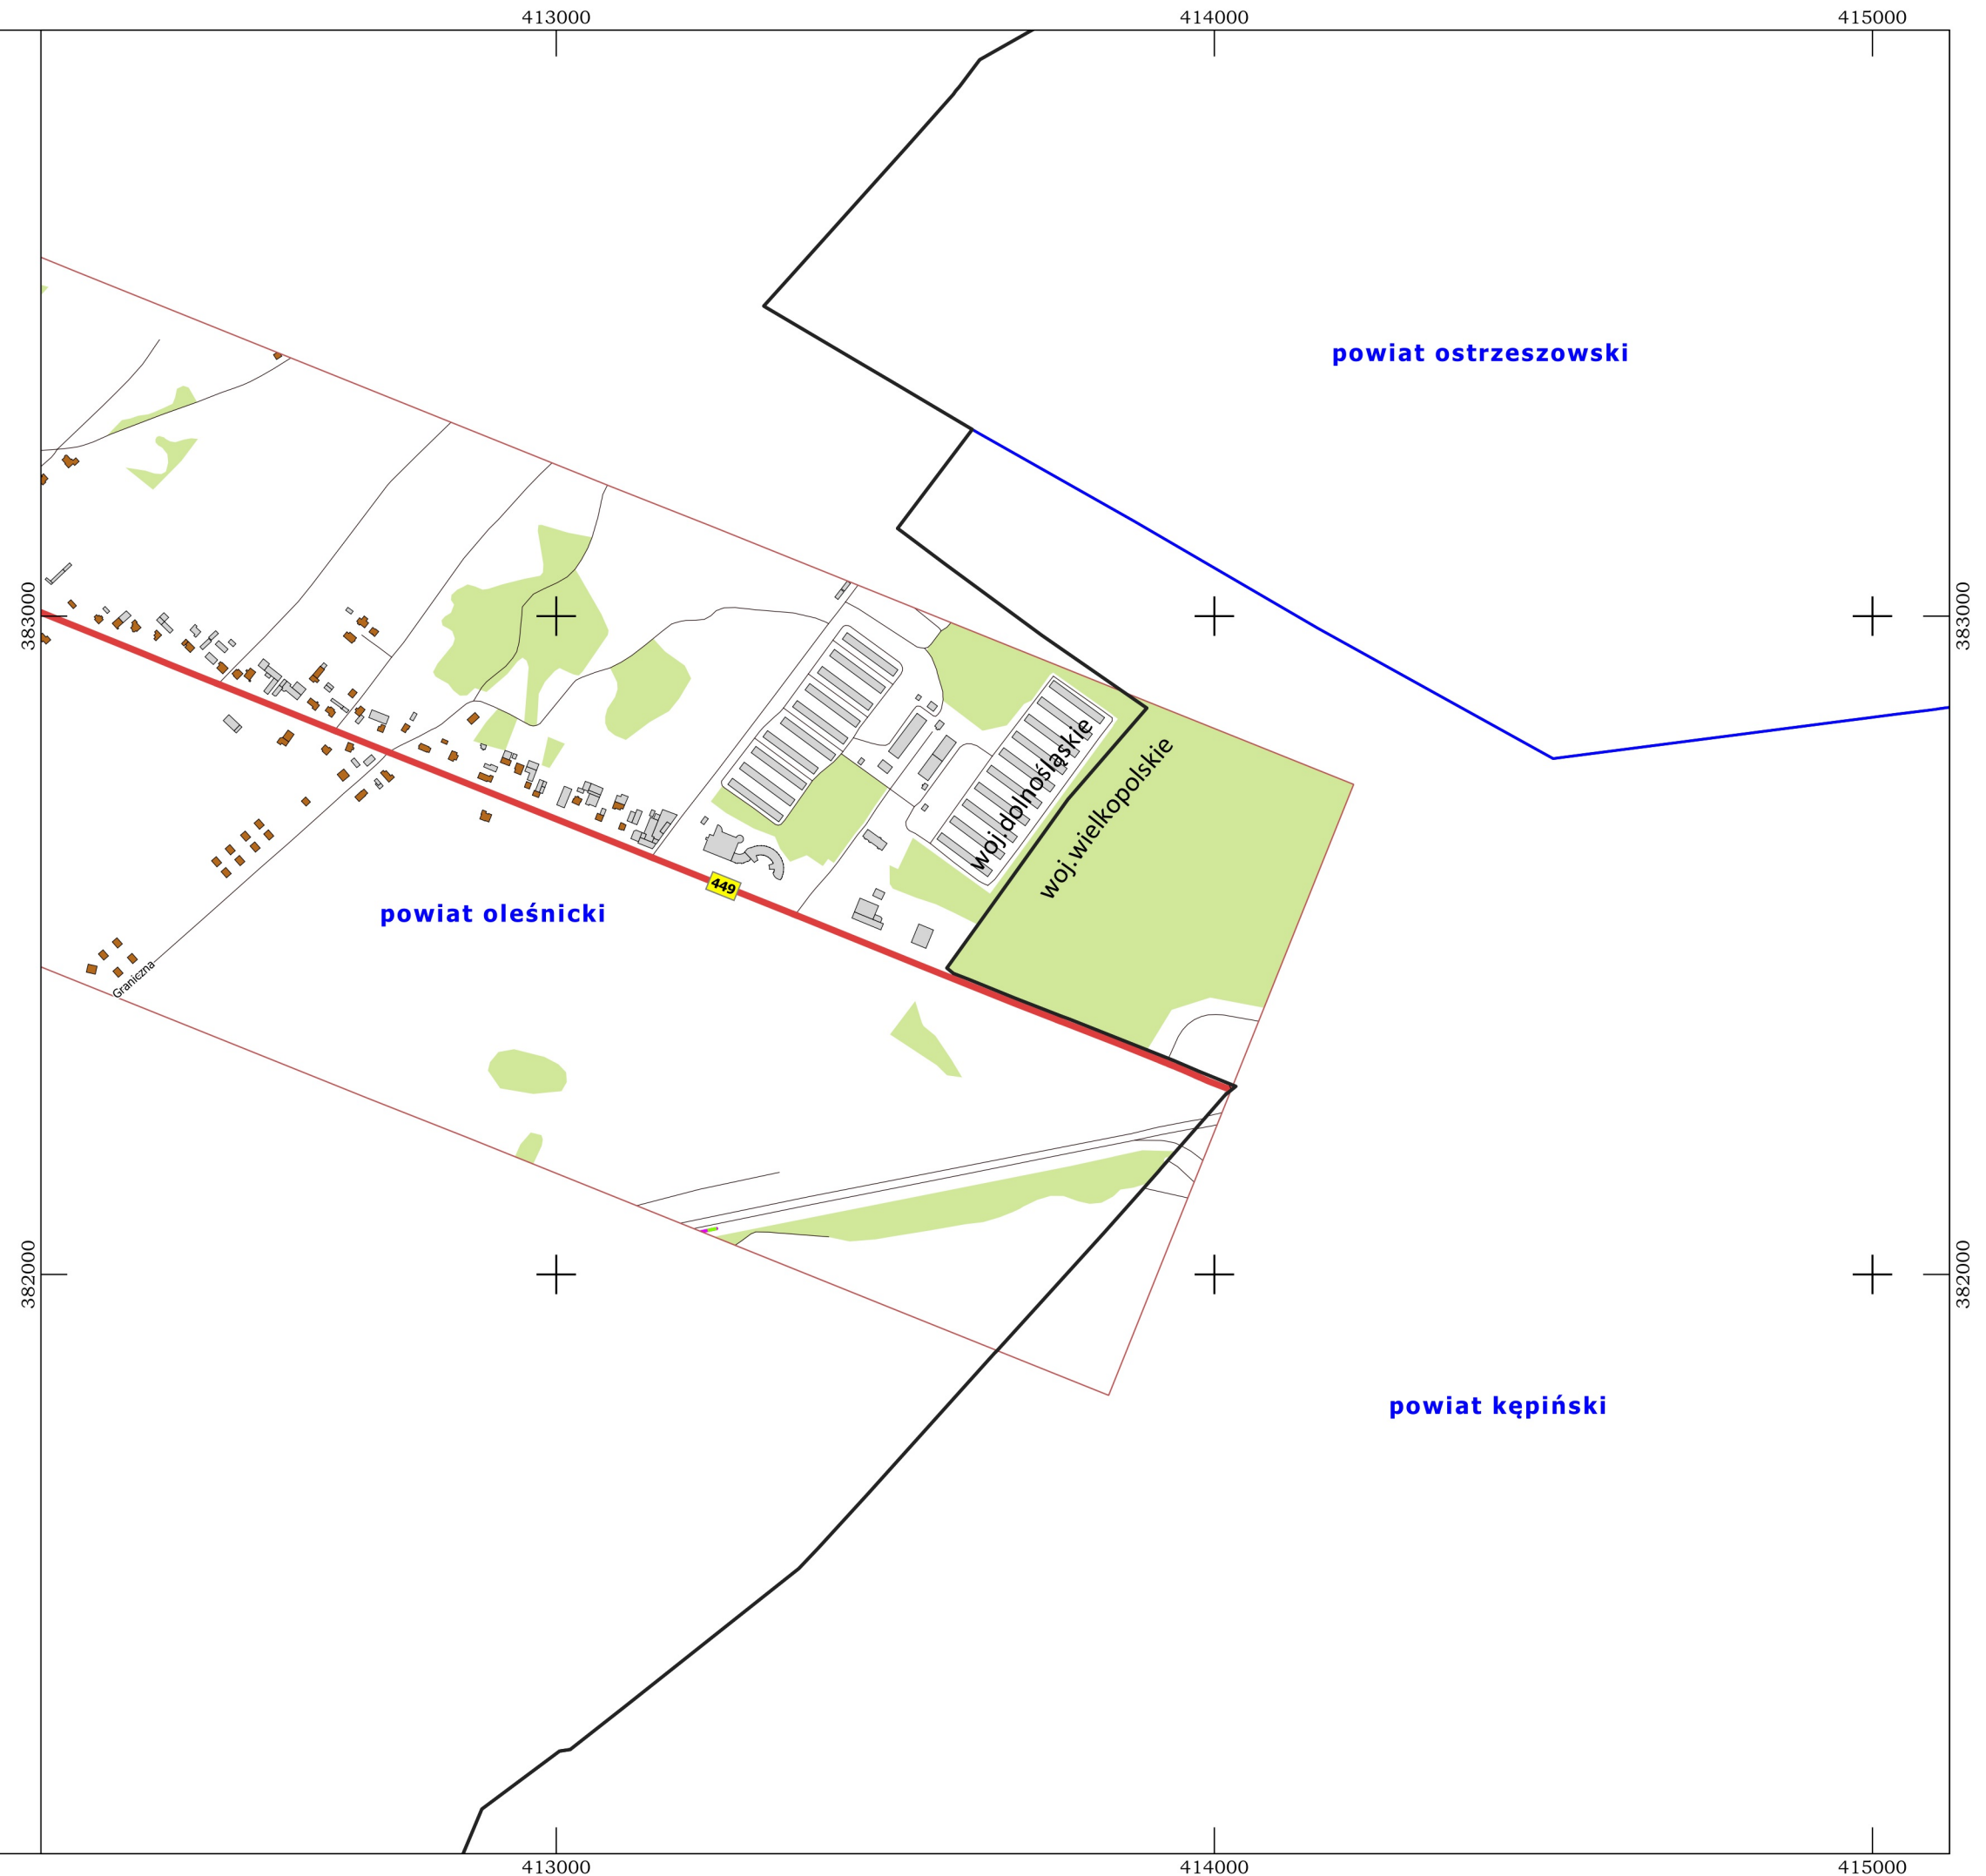 413000
414000
415000
powiat ostrzeszowski
383000
383000
woj.dolnośląskie
woj.wielkopolskie
449
powiat oleśnicki
Graniczna
382000
382000
powiat kępiński
413000
414000
415000